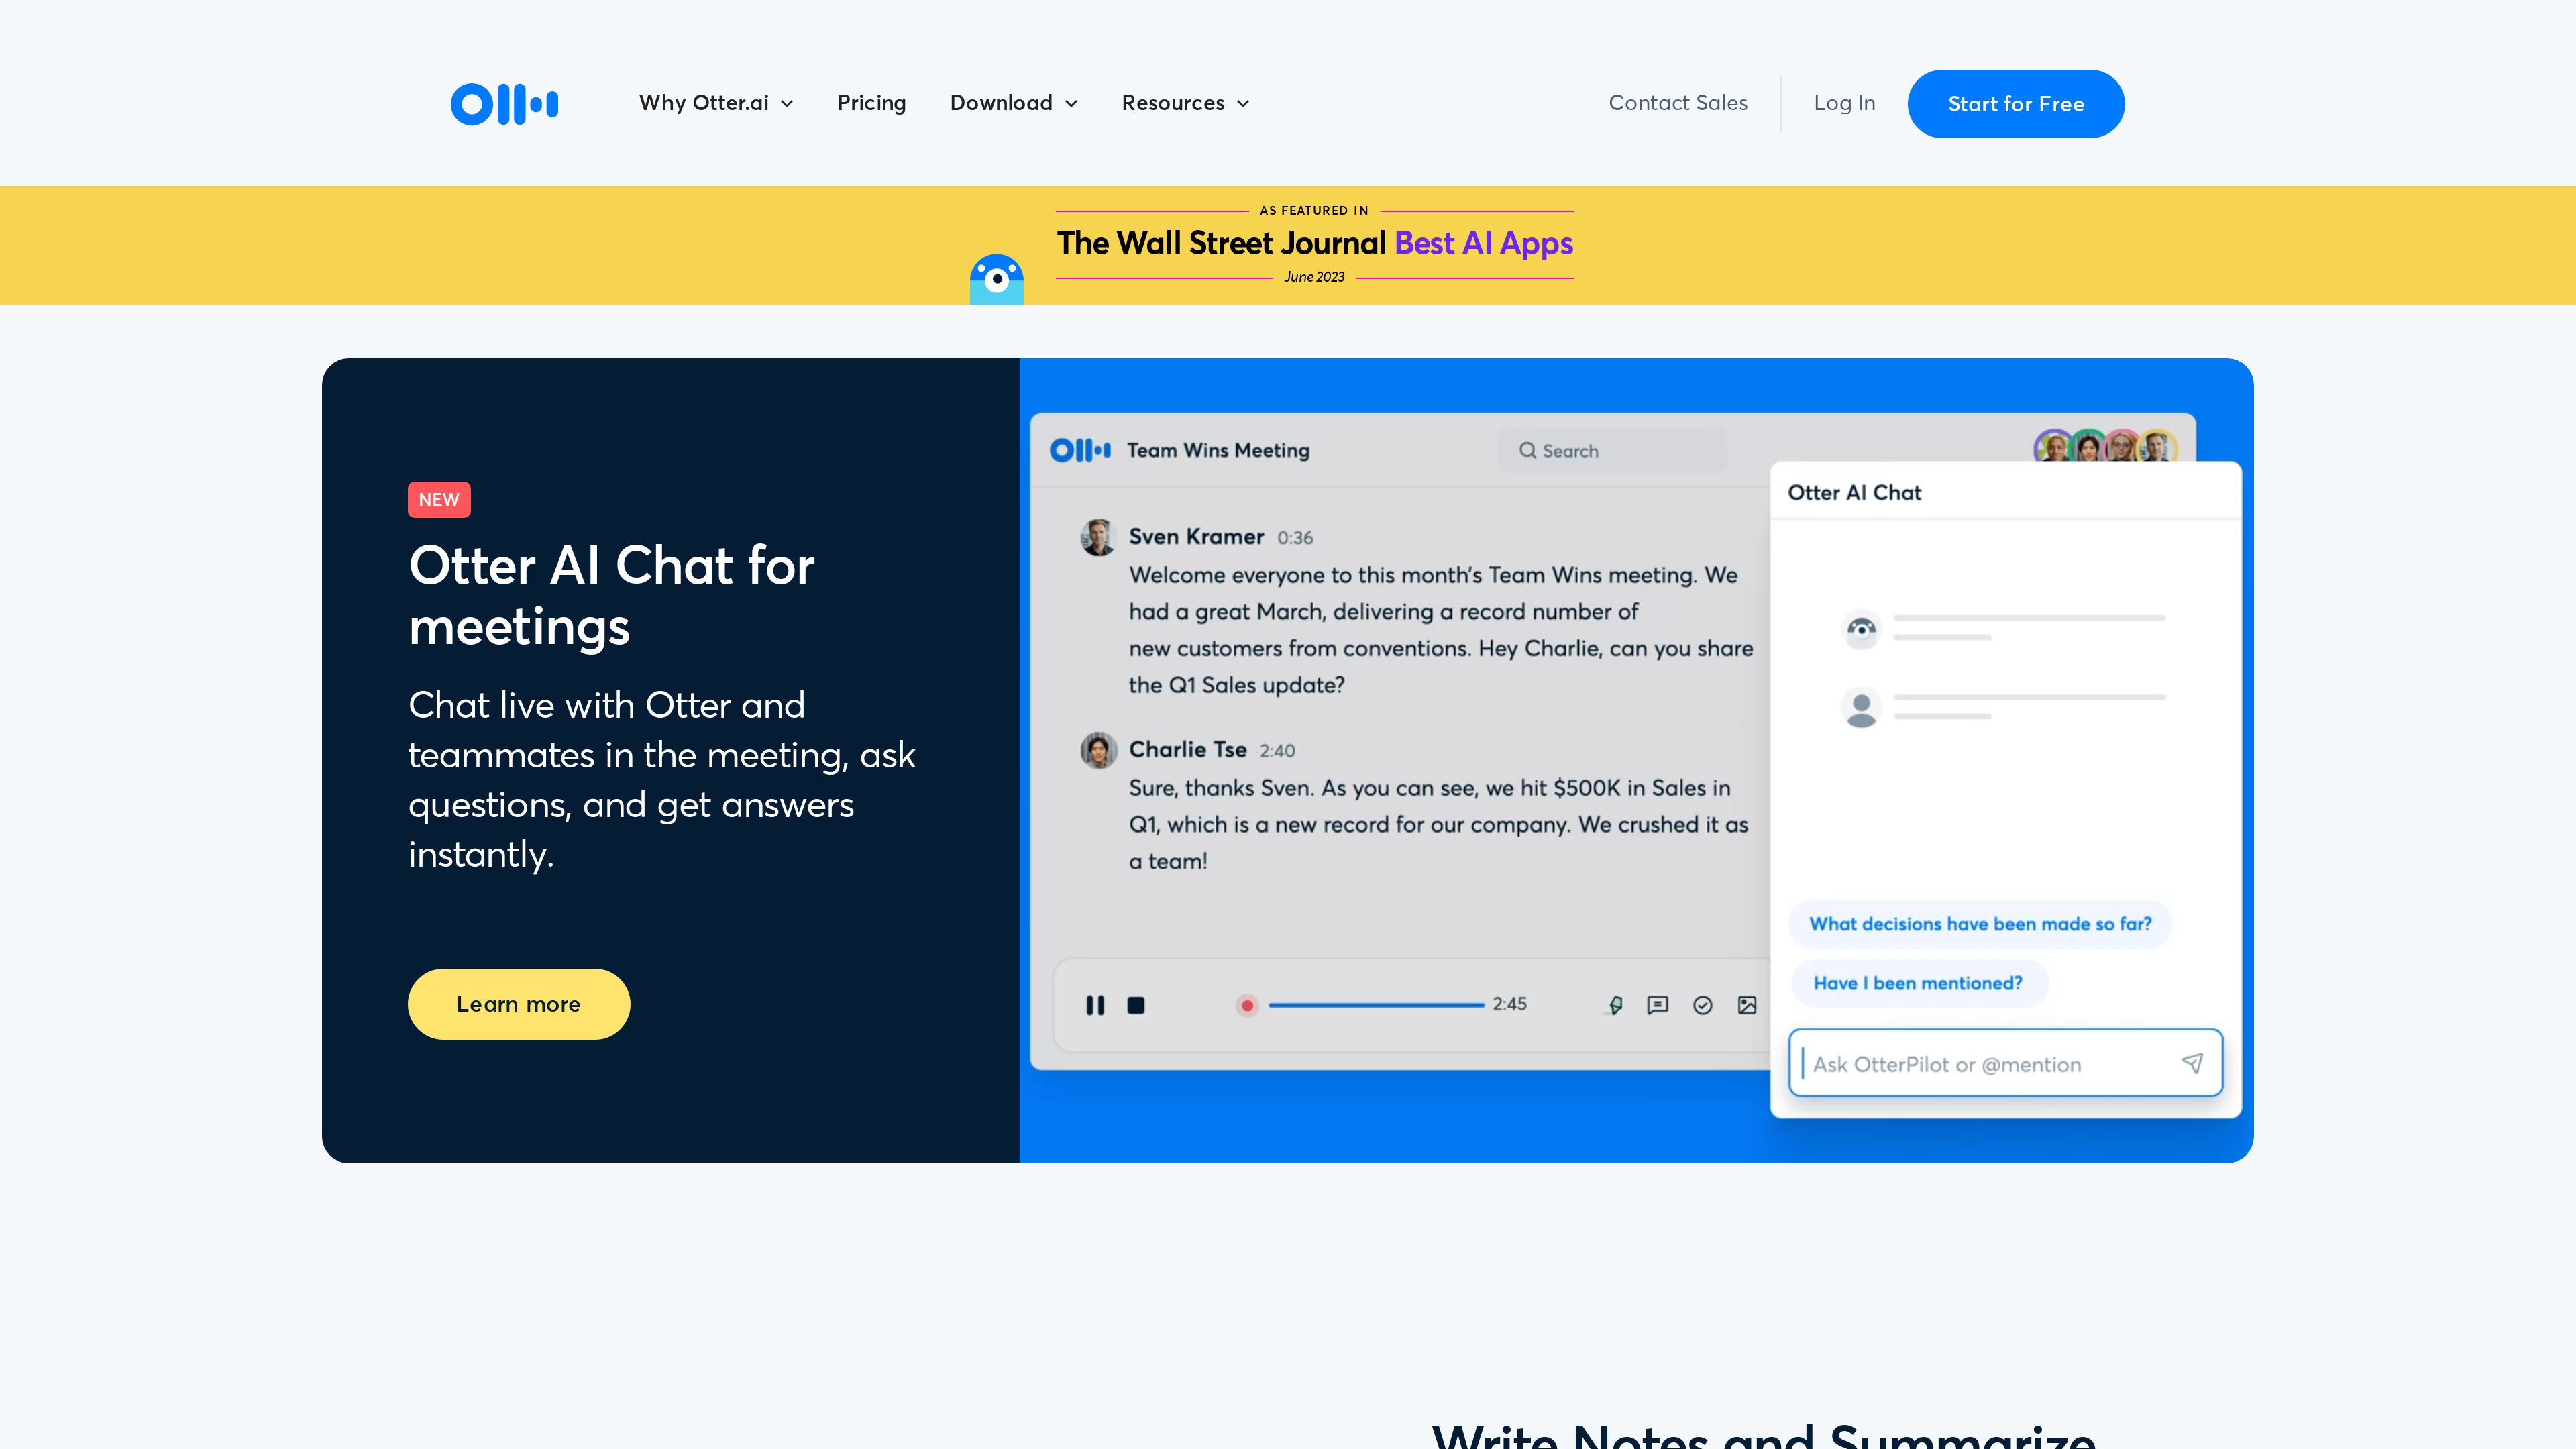 Why Otter.ai
Pricing
Download
Resources
Contact Sales
Log In
Start for Free
AS FEATURED IN
The Wall Street Journal Best AI Apps
June 2023
NEW
Otter AI Chat for
meetings
Chat live with Otter and
teammates in the meeting, ask
questions, and get answers
instantly.
Learn more
Team Wins Meeting
Search
Sven Kramer 0:36
Welcome everyone to this month's Team Wins meeting. We
had a great March, delivering a record number of
new customers from conventions. Hey Charlie, can you share
the Q1 Sales update?
Charlie Tse 2:40
Sure, thanks Sven. As you can see, we hit $500K in Sales in
Q1, which is a new record for our company. We crushed it as
a team!
2:45
Otter AI Chat
What decisions have been made so far?
Have I been mentioned?
Ask OtterPilot or @mention
Write Notes and Summarize